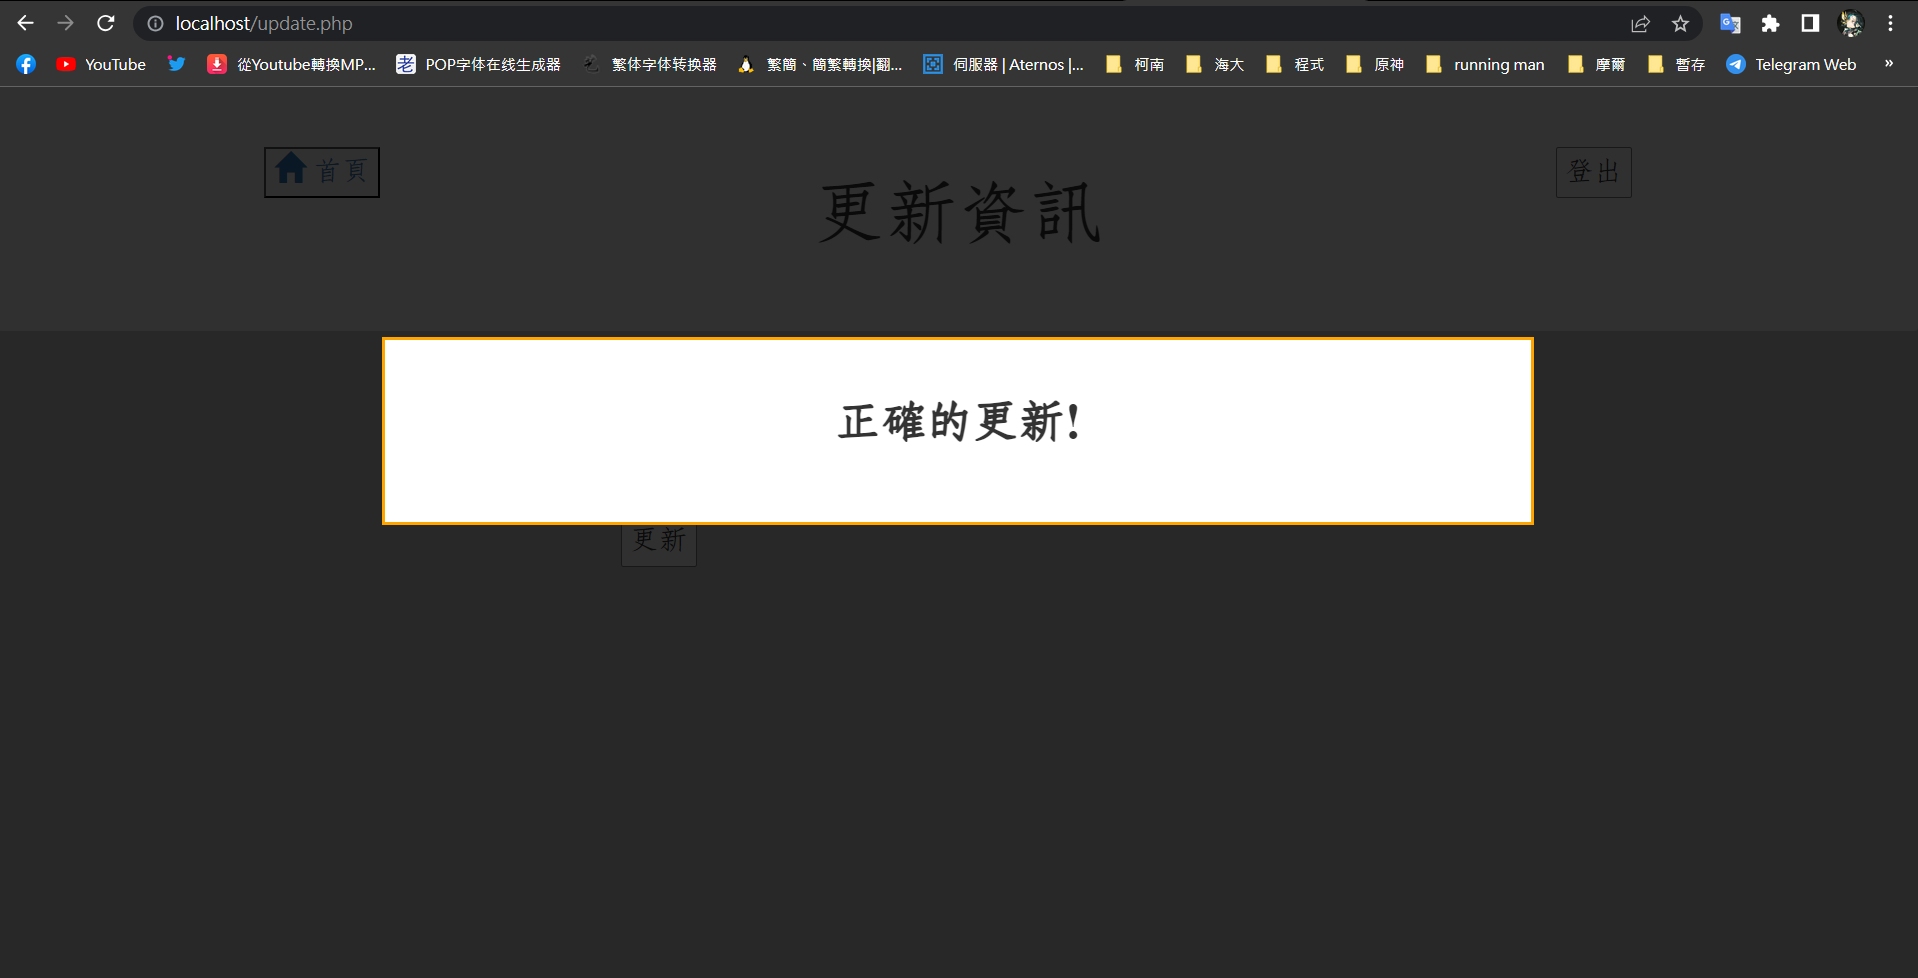 localhost/update.php
YouTube
從Youtube轉換MP...
POP字体在线生成器
繁体字体转换器
繁簡、簡繁轉換|翻...
伺服器 | Aternos |...
柯南
海大
程式
原神
running man
摩爾
暫存
Telegram Web
»
首頁
登出
更新資訊
正確的更新!
更新